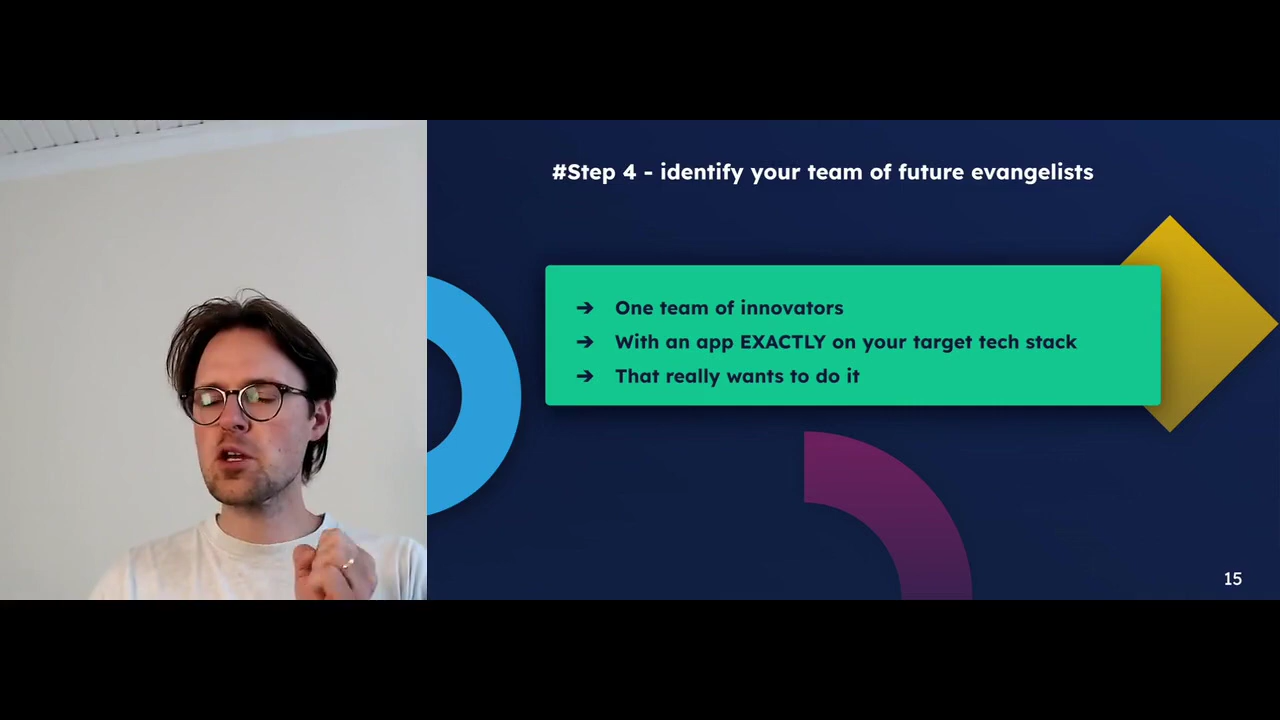 #Step 4 - identify your team of future evangelists
➔ One team of innovators
➔ With an app EXACTLY on your target tech stack
➔ That really wants to do it
15